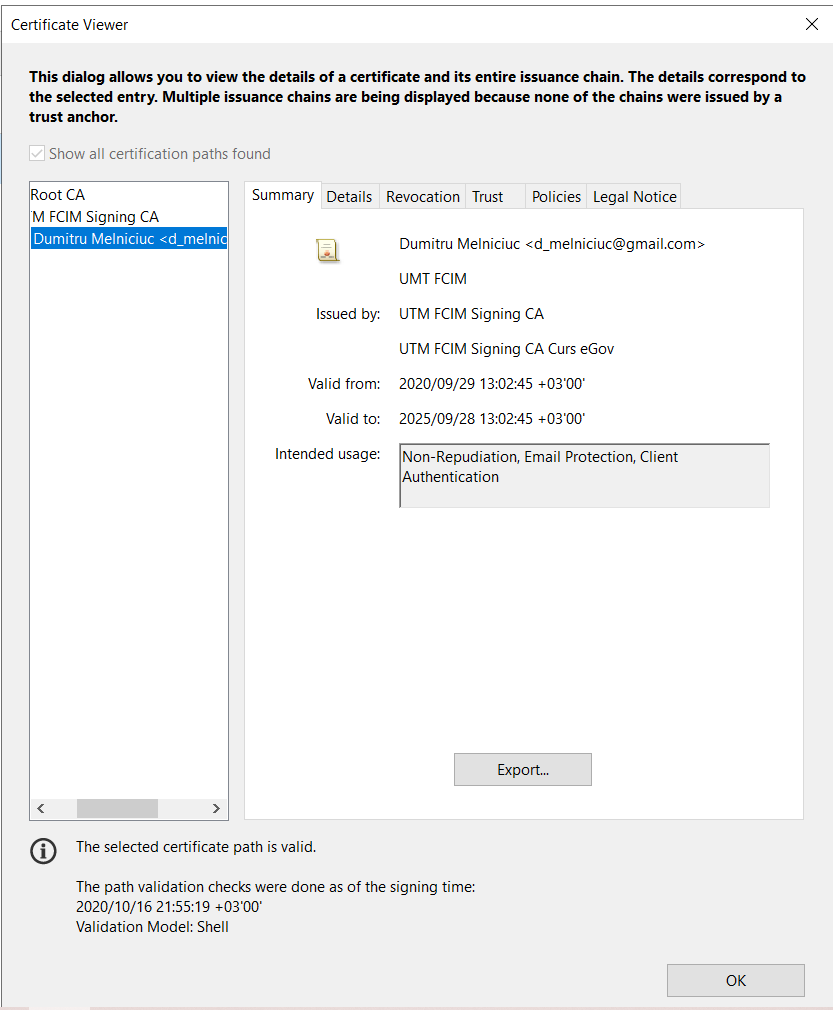 Certificate Viewer
This dialog allows you to view the details of a certificate and its entire issuance chain. The details correspond to
the selected entry. Multiple issuance chains are being displayed because none of the chains were issued by a
trust anchor.
Show all certification paths found
Root CA
M FCIM Signing CA
Dumitru Melniciuc <d_melnic
Summary Details Revocation Trust Policies Legal Notice
Dumitru Melniciuc <d_melniciuc@gmail.com>
UMT FCIM
Issued by: UTM FCIM Signing CA
UTM FCIM Signing CA Curs eGov
Valid from: 2020/09/29 13:02:45 +03'00'
Valid to: 2025/09/28 13:02:45 +03'00'
Intended usage: Non-Repudiation, Email Protection, Client
Authentication
Export...
The selected certificate path is valid.
The path validation checks were done as of the signing time:
2020/10/16 21:55:19 +03'00'
Validation Model: Shell
OK